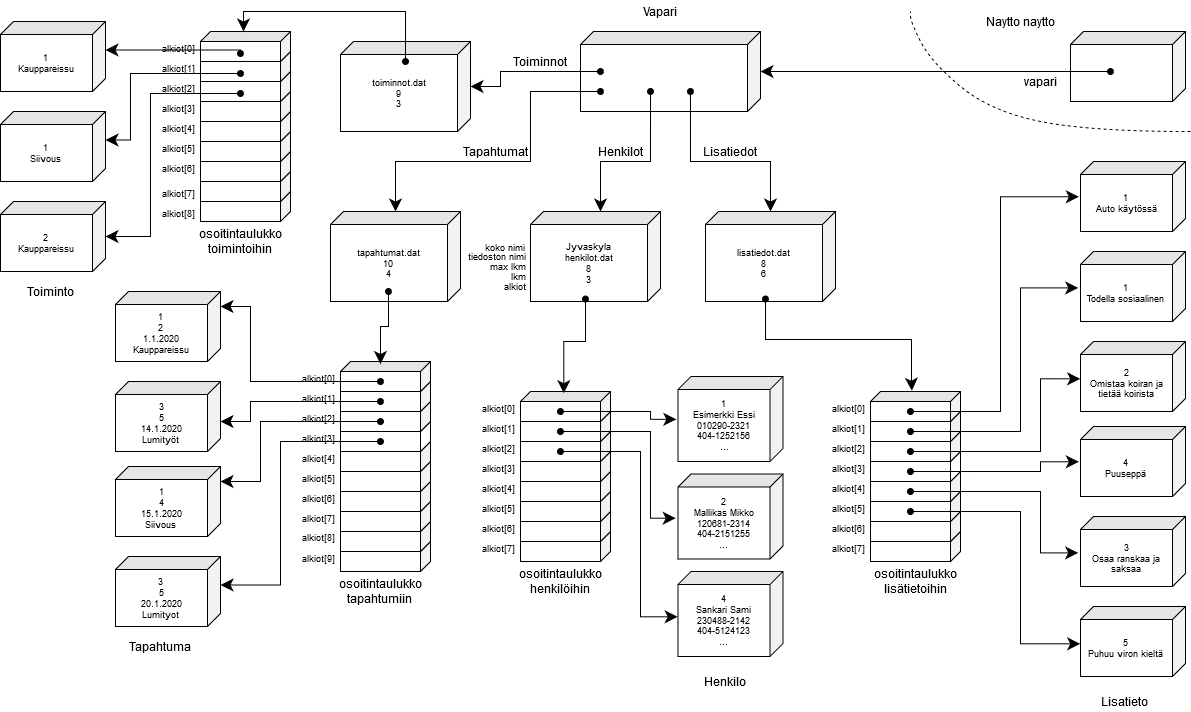 Vapari
Naytto naytto
vapari
Toiminnot
Tapahtumat
Henkilot
Lisatiedot
toiminnot.dat
9
3
alkiot[0]
alkiot[1]
alkiot[2]
alkiot[3]
alkiot[4]
alkiot[5]
alkiot[6]
alkiot[7]
alkiot[8]
osoitintaulukko
toimintoihin
1
Kauppareissu
1
Siivous
2
Kauppareissu
Toiminto
tapahtumat.dat
10
4
koko nimi
tiedoston nimi
max lkm
lkm
alkiot
Jyvaskyla
henkilot.dat
8
3
lisatiedot.dat
8
6
1
2
1.1.2020
Kauppareissu
3
5
14.1.2020
Lumityöt
1
4
15.1.2020
Siivous
3
5
20.1.2020
Lumityot
Tapahtuma
alkiot[0]
alkiot[1]
alkiot[2]
alkiot[3]
alkiot[4]
alkiot[5]
alkiot[6]
alkiot[7]
alkiot[8]
alkiot[9]
osoitintaulukko
tapahtumiin
alkiot[0]
alkiot[1]
alkiot[2]
alkiot[3]
alkiot[4]
alkiot[5]
alkiot[6]
alkiot[7]
osoitintaulukko
henkilöihin
1
Esimerkki Essi
010290-2321
404-1252156
...
2
Mallikas Mikko
120681-2314
404-2151255
...
4
Sankari Sami
230488-2142
404-5124123
...
Henkilo
alkiot[0]
alkiot[1]
alkiot[2]
alkiot[3]
alkiot[4]
alkiot[5]
alkiot[6]
alkiot[7]
osoitintaulukko
lisätietoihin
1
Auto käytössä
1
Todella sosiaalinen
2
Omistaa koiran ja
tietää koirista
4
Puuseppä
3
Osaa ranskaa ja
saksaa
5
Puhuu viron kieltä
Lisatieto